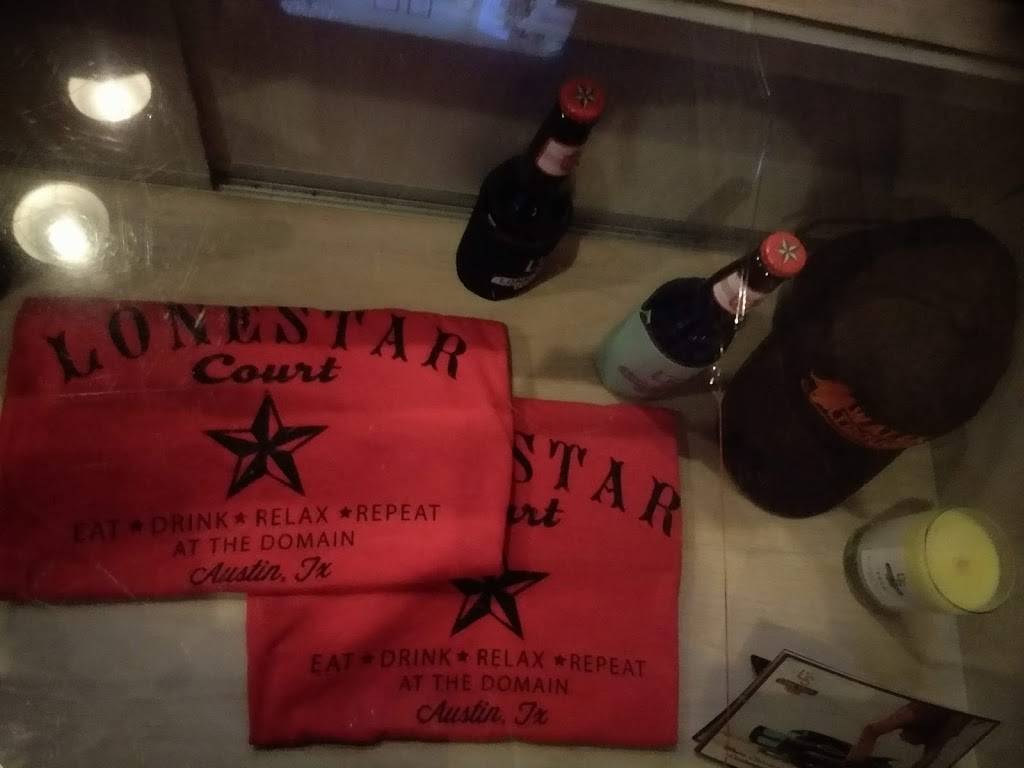 LONESTAR
Court
EAT ★ DRINK ★ RELAX ★ REPEAT
AT THE DOMAIN
Austin, Tx
STAR
urt
EAT ★ DRINK ★ RELAX ★ REPEAT
AT THE DOMAIN
Austin, Tx